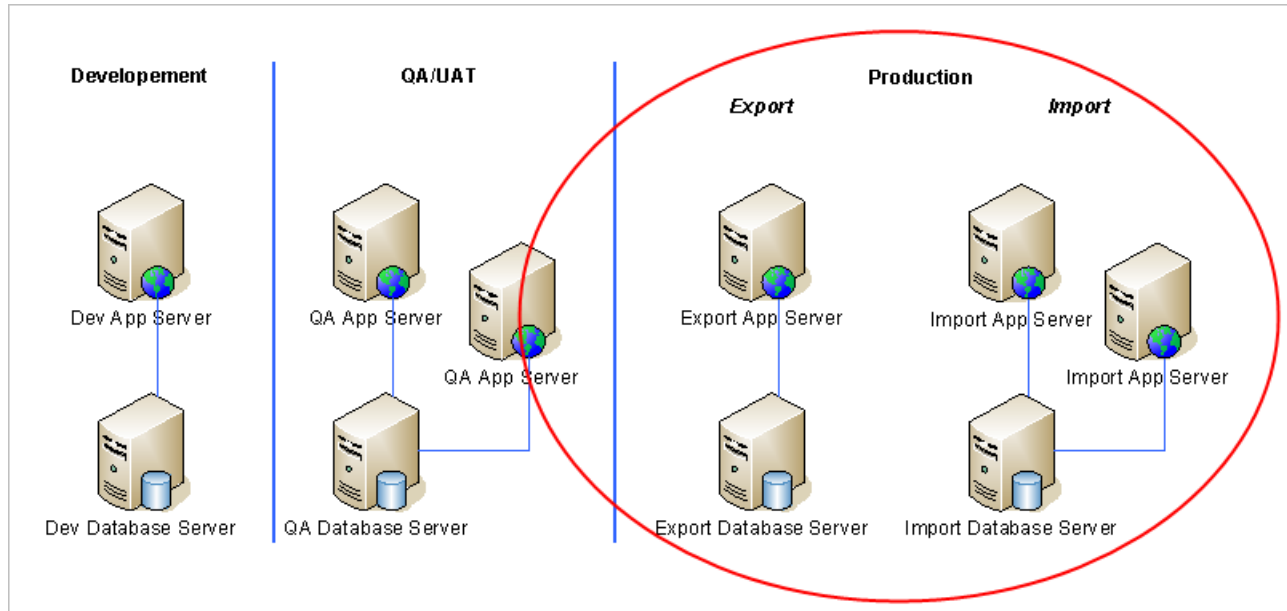 Developement
QA/UAT
Production
Export
Import
Dev App Server
QA App Server
QA App Server
Export App Server
Import App Server
Import App Server
Dev Database Server
QA Database Server
Export Database Server
Import Database Server